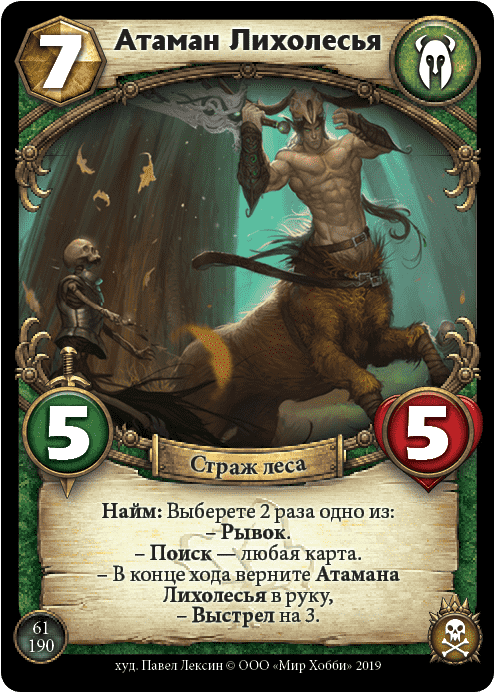 7
Атаман Лихолесья
5
5
Страж леса
Найм: Выберете 2 раза одно из:
– Рывок.
– Поиск — любая карта.
– В конце хода верните Атамана
Лихолесья в руку,
– Выстрел на 3.
61
190
худ. Павел Лексин © ООО «Мир Хобби» 2019